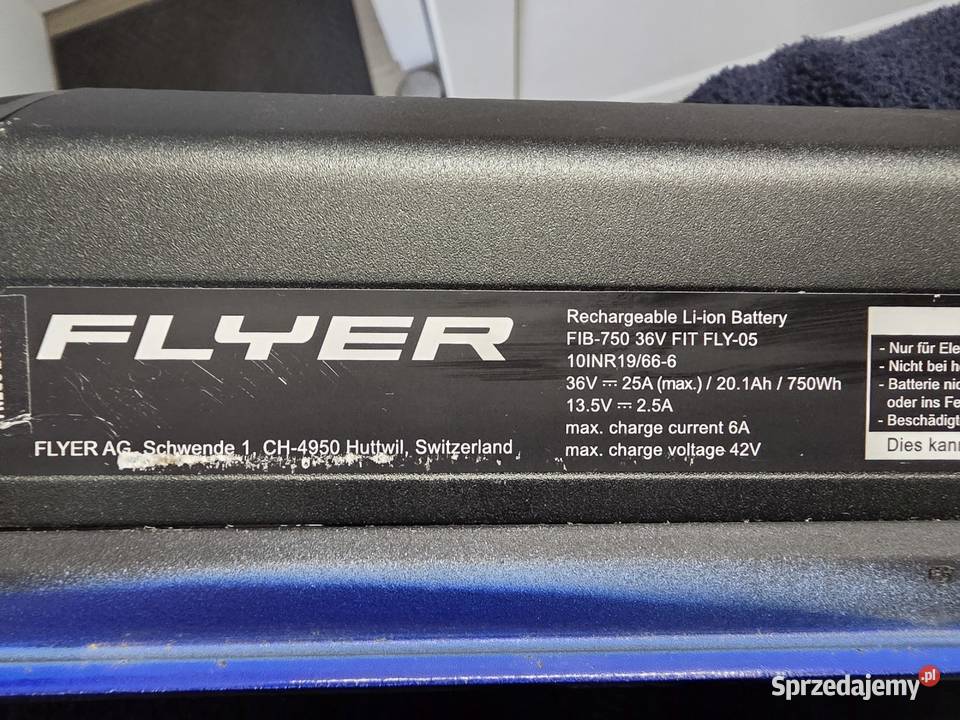 FLYER
FLYER AG, Schwende 1, CH-4950 Huttwil, Switzerland
Rechargeable Li-ion Battery
FIB-750 36V FIT FLY-05
10INR19/66-6
36V ⎓ 25A (max.) / 20.1Ah / 750Wh
13.5V ⎓ 2.5A
max. charge current 6A
max. charge voltage 42V
- Nur für Ele
- Nicht bei h
- Batterie nic
oder ins Fe
- Beschädigt
Dies kann
Sprzedajemy.pl